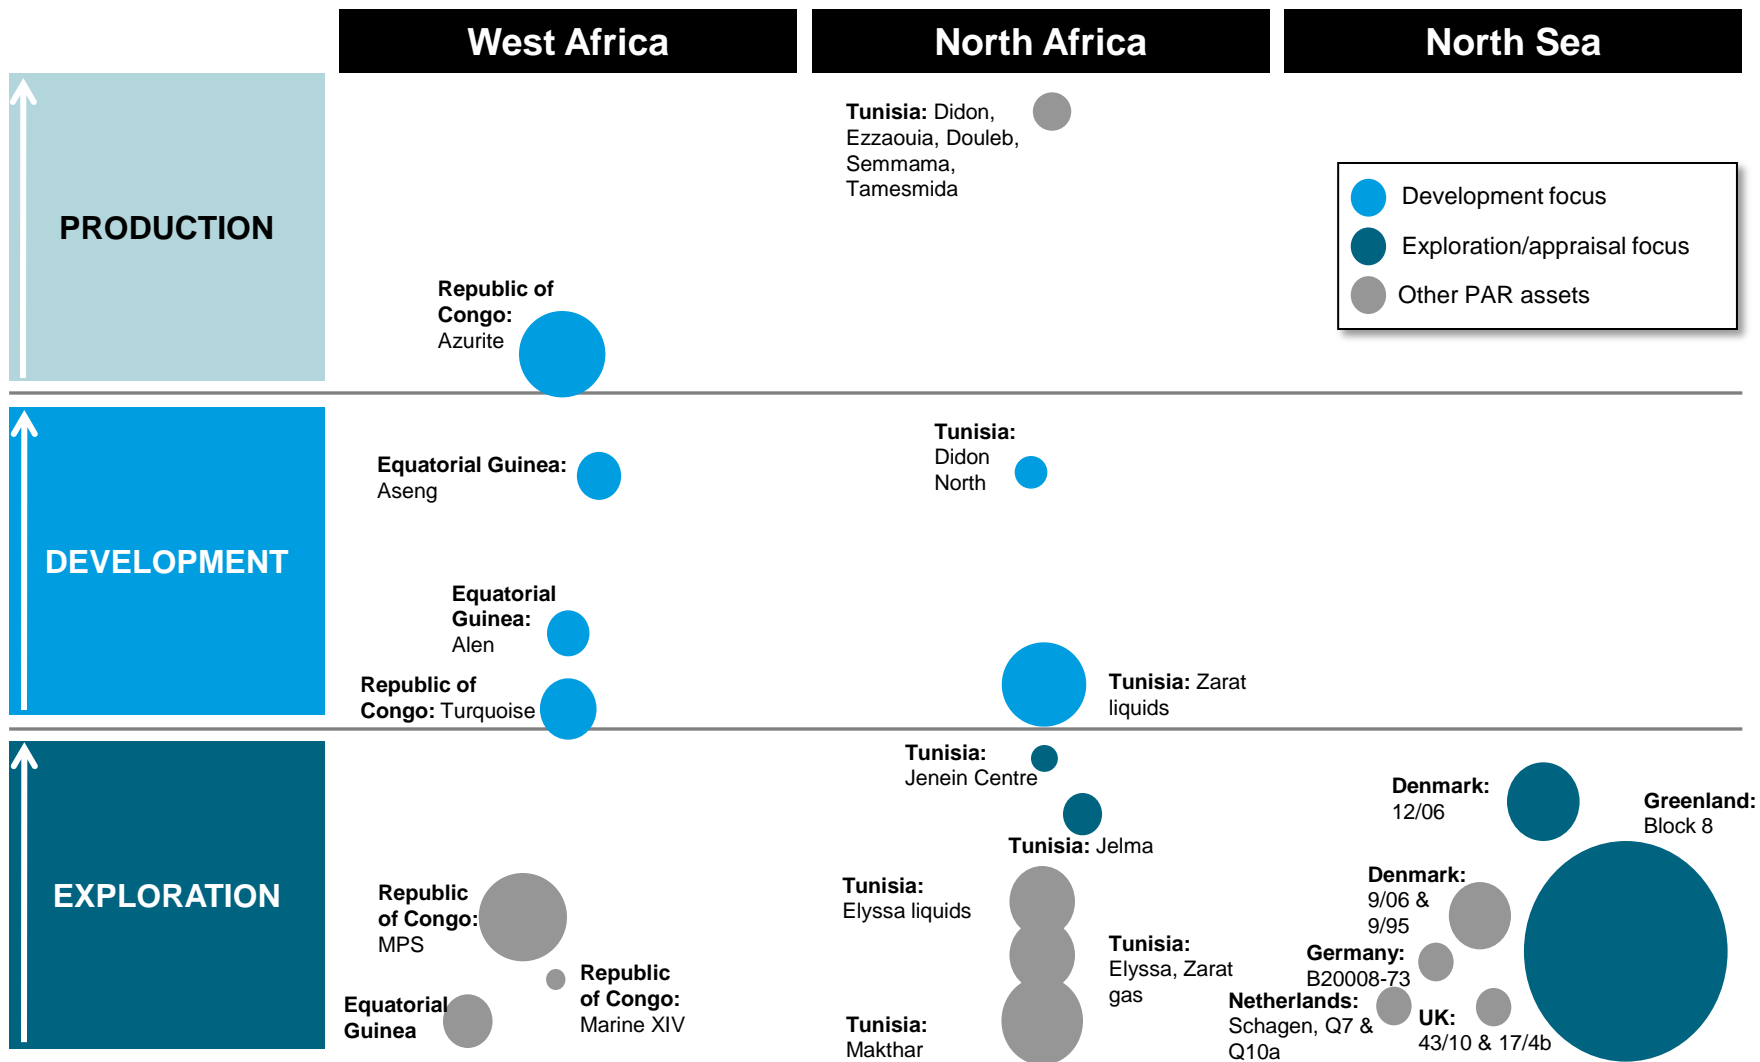 West Africa
North Africa
North Sea
PRODUCTION
Tunisia: Didon,
Ezzaouia, Douleb,
Semmama,
Tamesmida
Development focus
Exploration/appraisal focus
Other PAR assets
Republic of
Congo:
Azurite
DEVELOPMENT
Equatorial Guinea:
Aseng
Tunisia:
Didon
North
Equatorial
Guinea:
Alen
Republic of
Congo: Turquoise
Tunisia: Zarat
liquids
EXPLORATION
Tunisia:
Jenein Centre
Tunisia: Jelma
Denmark:
12/06
Greenland:
Block 8
Republic
of Congo:
MPS
Tunisia:
Elyssa liquids
Denmark:
9/06 &
9/95
Republic
of Congo:
Marine XIV
Tunisia:
Elyssa, Zarat
gas
Germany:
B20008-73
Equatorial
Guinea
Tunisia:
Makthar
Netherlands:
Schagen, Q7 &
Q10a
UK:
43/10 & 17/4b